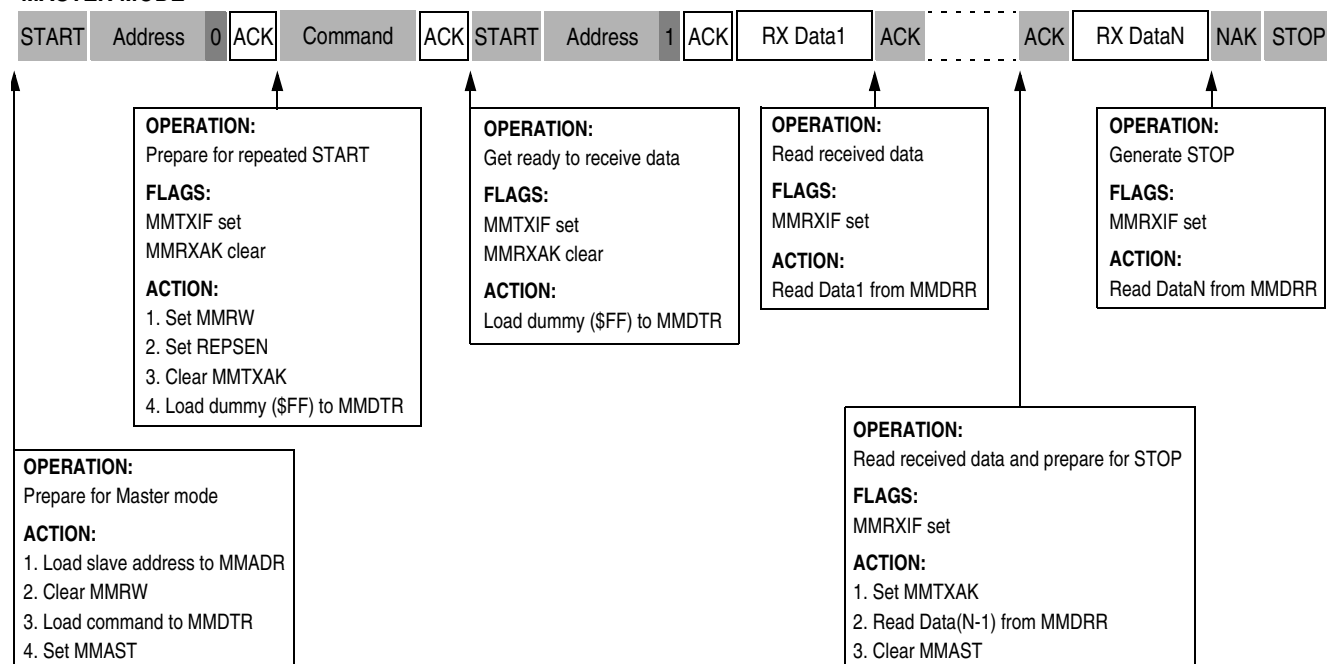 START Address 0 ACK Command ACK START Address 1 ACK RX Data1 ACK ACK RX DataN NAK STOP
OPERATION:
Prepare for repeated START
FLAGS:
MMTXIF set
MMRXAK clear
ACTION:
1. Set MMRW
2. Set REPSEN
3. Clear MMTXAK
4. Load dummy ($FF) to MMDTR
OPERATION:
Get ready to receive data
FLAGS:
MMTXIF set
MMRXAK clear
ACTION:
Load dummy ($FF) to MMDTR
OPERATION:
Read received data
FLAGS:
MMRXIF set
ACTION:
Read Data1 from MMDRR
OPERATION:
Generate STOP
FLAGS:
MMRXIF set
ACTION:
Read DataN from MMDRR
OPERATION:
Prepare for Master mode
ACTION:
1. Load slave address to MMADR
2. Clear MMRW
3. Load command to MMDTR
4. Set MMAST
OPERATION:
Read received data and prepare for STOP
FLAGS:
MMRXIF set
ACTION:
1. Set MMTXAK
2. Read Data(N-1) from MMDRR
3. Clear MMAST